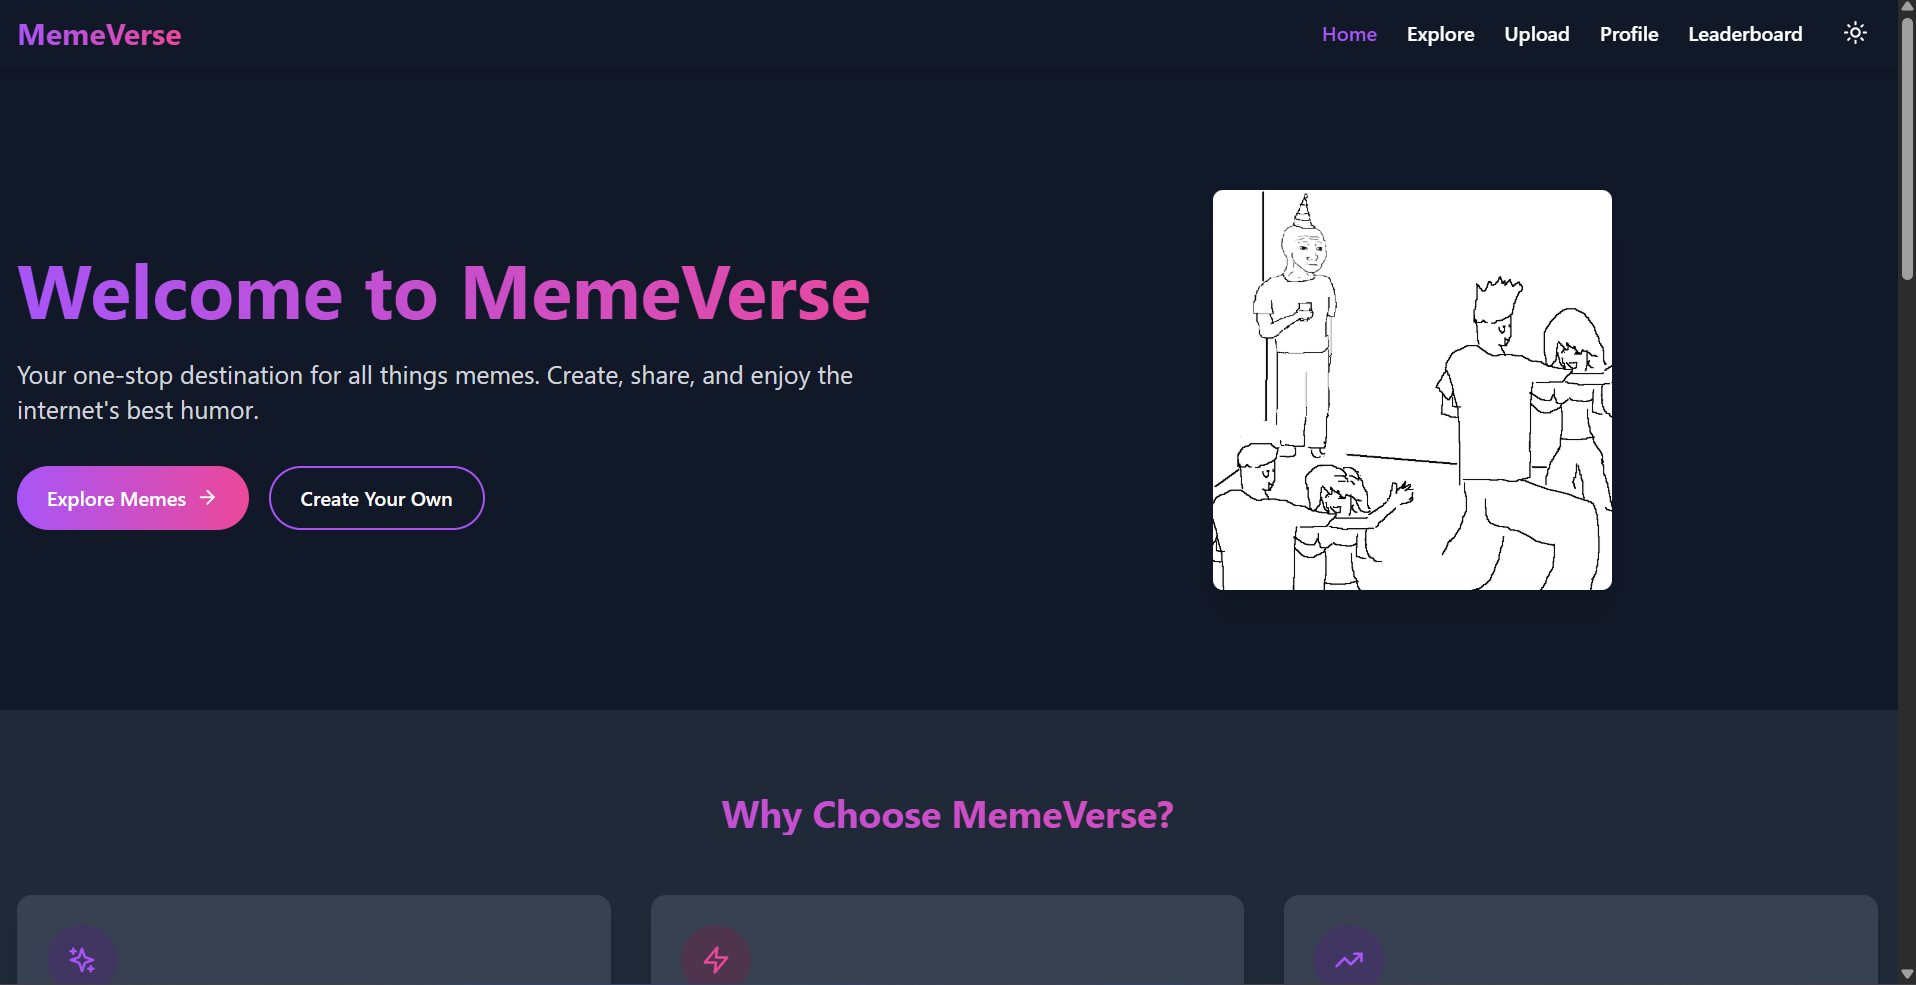 MemeVerse
Home Explore Upload Profile Leaderboard
Welcome to MemeVerse
Your one-stop destination for all things memes. Create, share, and enjoy the
internet's best humor.
Explore Memes
Create Your Own
Why Choose MemeVerse?